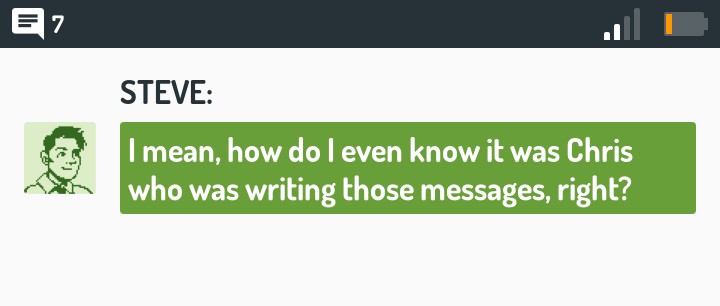 7
STEVE:
I mean, how do I even know it was Chris
who was writing those messages, right?